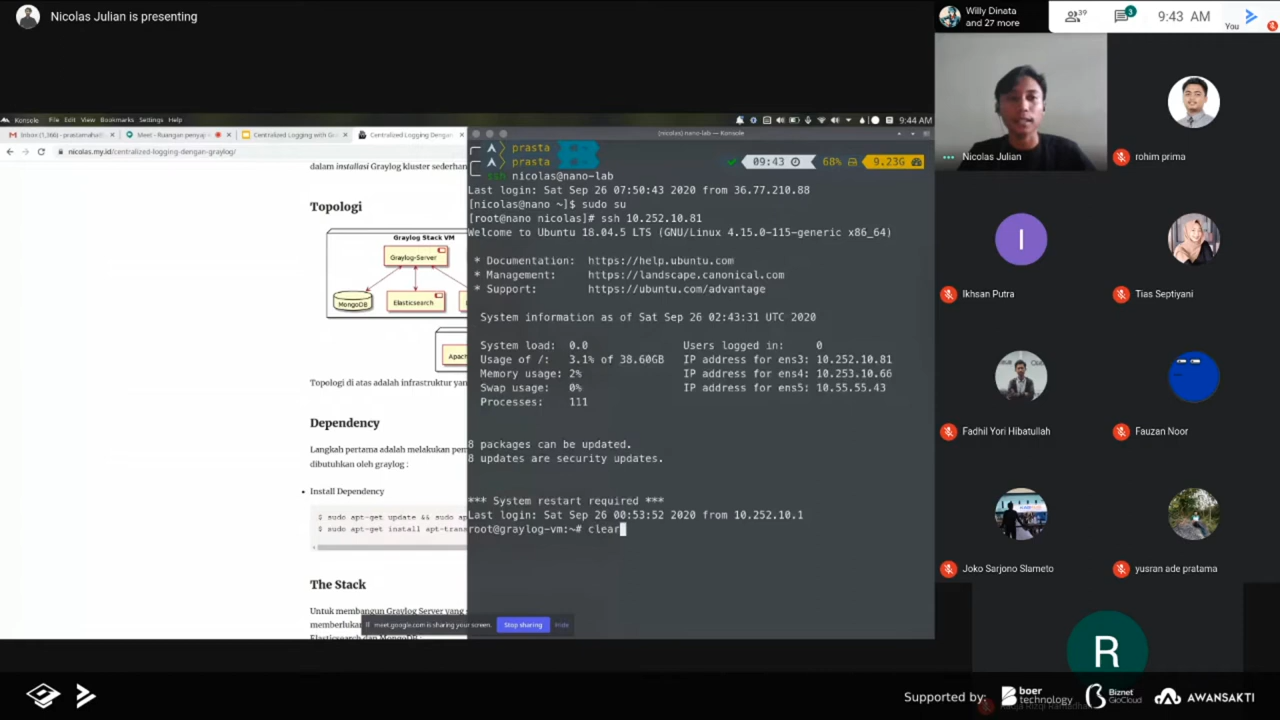 Nicolas Julian is presenting
Willy Dinata
and 27 more
39
3
9:43 AM
You
Konsole File Edit View Bookmarks Settings Help
9:44 AM
Meet - Ruangan
Centralized Logging with G
Centralized Logging Dengan
nicolas.my.id/centralized-logging-dengan-graylog/
dalam installasi Graylog kluster sederhan
Topologi
Graylog Stack VM
Graylog-Server
MongoDB
Elasticsearch
Apac
Topologi di atas adalah infrastruktur yan
Dependency
Langkah pertama adalah melakukan pem
dibutuhkan oleh graylog :
Install Dependency
$ sudo apt-get update && sudo ap
$ sudo apt-get install apt-tran
The Stack
Untuk membangun Graylog Server yang
memberlukan
Elasticsearch dan MongoDB
[nicolas] nano-lab — Konsole
prasta
prasta
09:43
68%
9.23G
ssh nicolas@nano-lab
Last login: Sat Sep 26 07:50:43 2020 from 36.77.210.88
[nicolas@nano ~]$ sudo su
[root@nano nicolas]# ssh 10.252.10.81
Welcome to Ubuntu 18.04.5 LTS (GNU/Linux 4.15.0-115-generic x86_64)
* Documentation: https://help.ubuntu.com
* Management: https://landscape.canonical.com
* Support: https://ubuntu.com/advantage
System information as of Sat Sep 26 02:43:31 UTC 2020
System load: 0.0 Users logged in: 0
Usage of /: 3.1% of 38.60GB IP address for ens3: 10.252.10.81
Memory usage: 2% IP address for ens4: 10.253.10.66
Swap usage: 0% IP address for ens5: 10.55.55.43
Processes: 111
8 packages can be updated.
8 updates are security updates.
*** System restart required ***
Last login: Sat Sep 26 00:53:52 2020 from 10.252.10.1
root@graylog-vm:~# clear
meet.google.com is sharing your screen.
Stop sharing
Hide
Nicolas Julian
rohim prima
I
Ikhsan Putra
Tias Septiyani
Fadhil Yori Hibatullah
Fauzan Noor
Joko Sarjono Slameto
yusran ade pratama
R
Supported by:
boer
technology
Biznet
GioCloud
AWANSAKTI